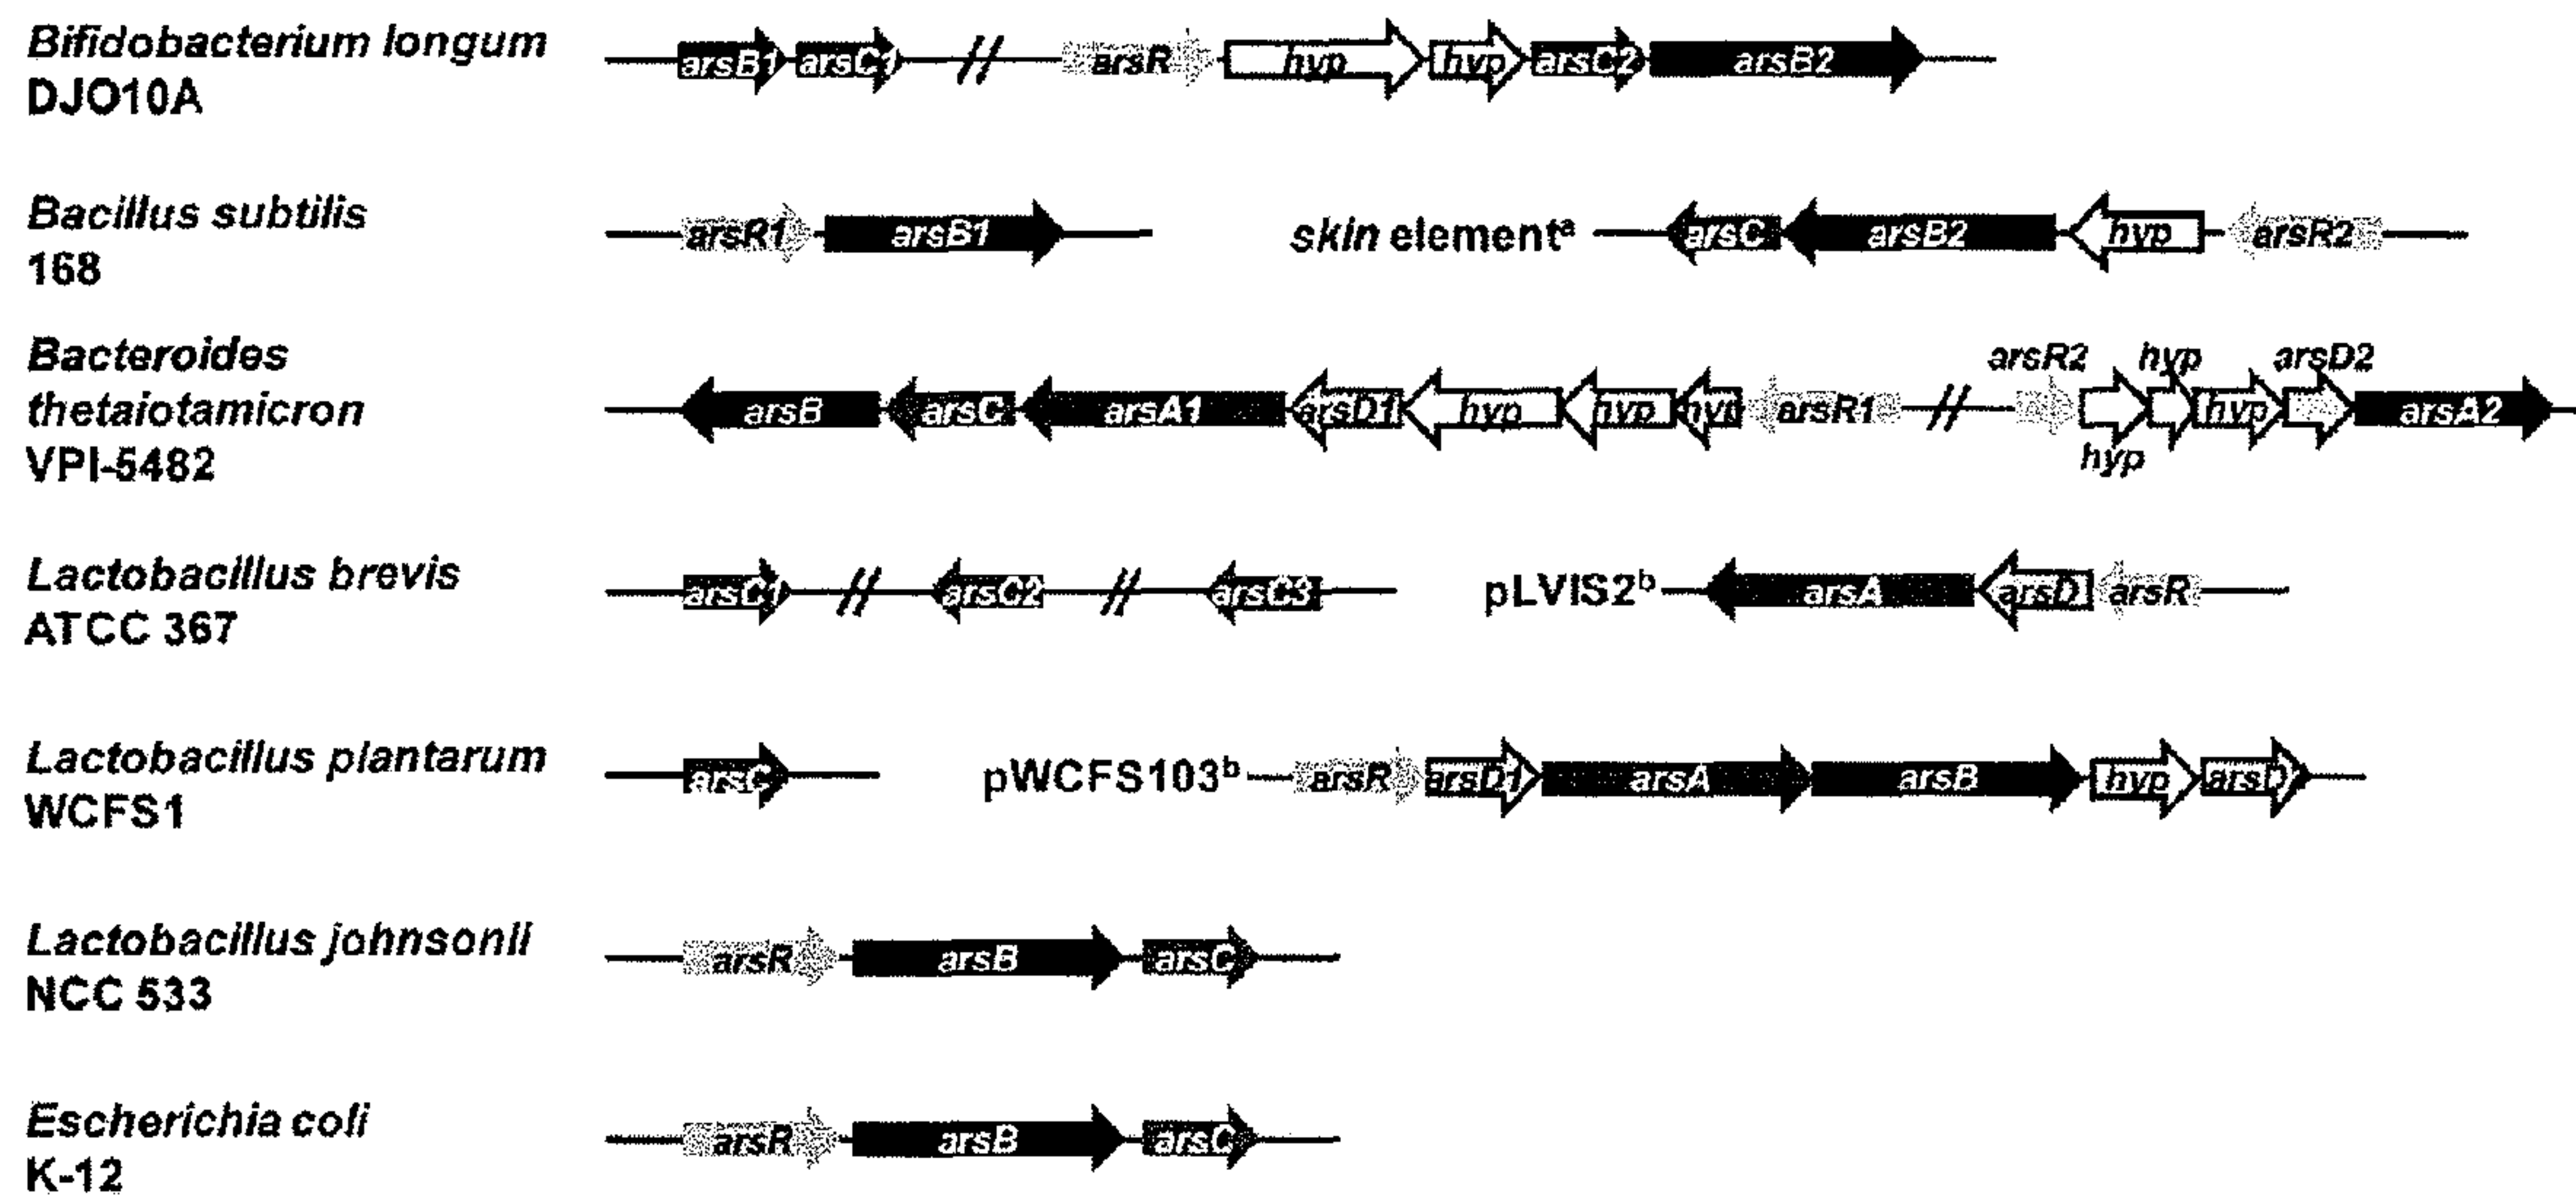 Bifidobacterium longum
DJO10A
arsB1 arsC1 // arsR hyp hyp arsC2 arsB2
Bacillus subtilis
168
arsR1 arsB1 skin elementᵃ arsC arsB2 hyp arsR2
Bacteroides
thetaiotamicron
VPI-5482
arsR2 hyp arsD2
arsB arsC arsA1 arsD1 hyp hyp hyp arsR1 // hyp arsA2
hyp
Lactobacillus brevis
ATCC 367
arsC1 // arsC2 // arsC3 pLVIS2ᵇ arsA arsD arsR
Lactobacillus plantarum
WCFS1
arsC pWCFS103ᵇ arsR arsD1 arsA arsB hyp arsD
Lactobacillus johnsonii
NCC 533
arsR arsB arsC
Escherichia coli
K-12
arsR arsB arsC